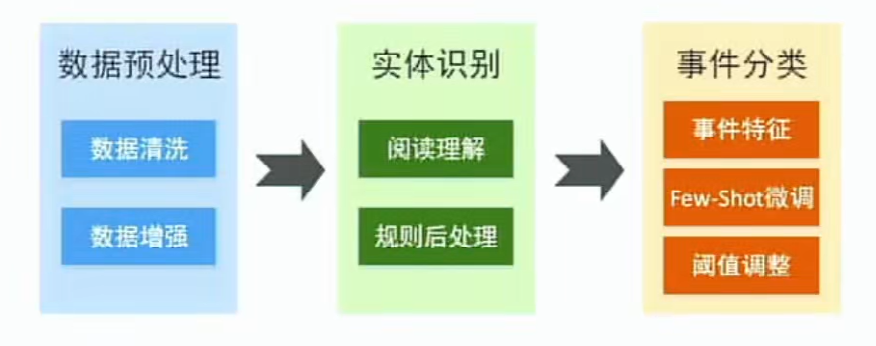 数据预处理
数据清洗
数据增强
实体识别
阅读理解
规则后处理
事件分类
事件特征
Few-Shot微调
阈值调整